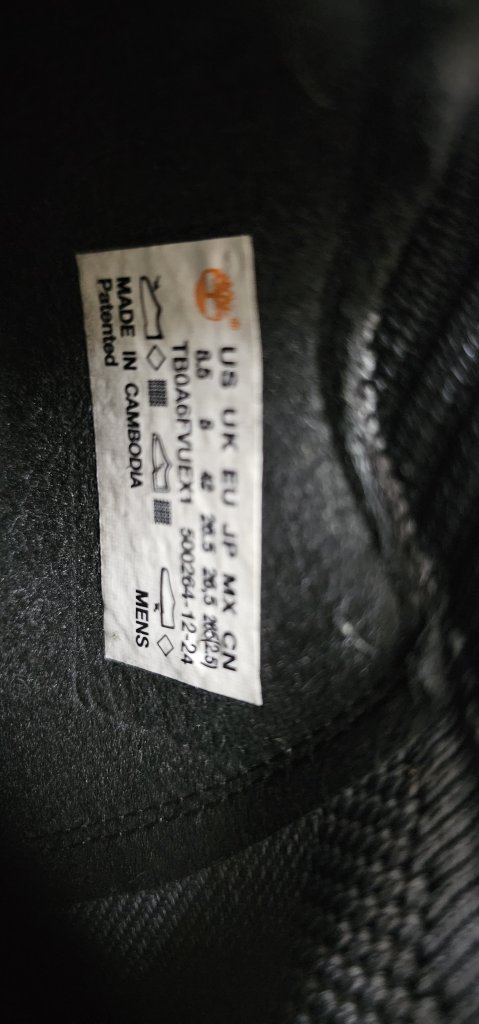 US UK EU JP MX CN
8.5 8 42 26.5 26.5 265(2.5)
TB0A6FVUEX1 500264-12-24
MENS
MADE IN CAMBODIA
Patented